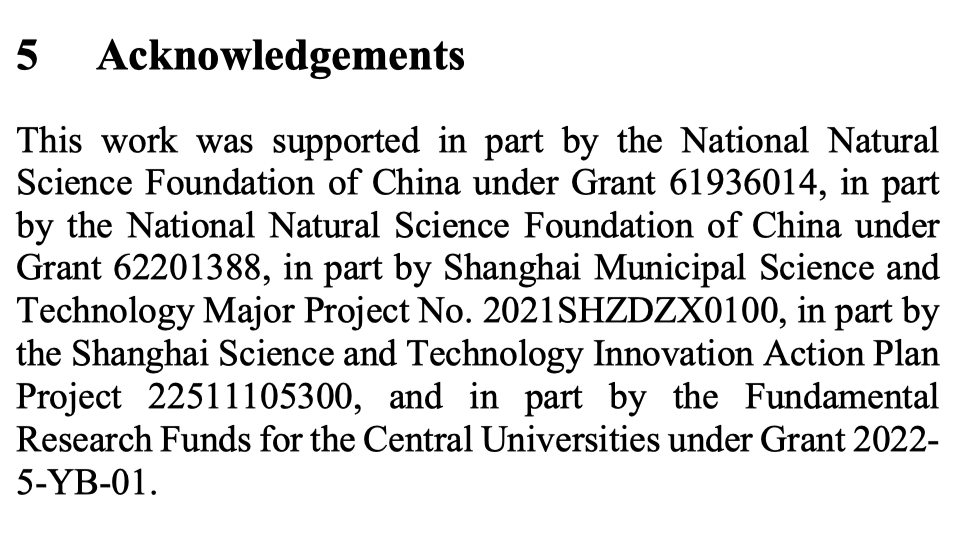 5 Acknowledgements
This work was supported in part by the National Natural
Science Foundation of China under Grant 61936014, in part
by the National Natural Science Foundation of China under
Grant 62201388, in part by Shanghai Municipal Science and
Technology Major Project No. 2021SHZDZX0100, in part by
the Shanghai Science and Technology Innovation Action Plan
Project 22511105300, and in part by the Fundamental
Research Funds for the Central Universities under Grant 2022-
5-YB-01.